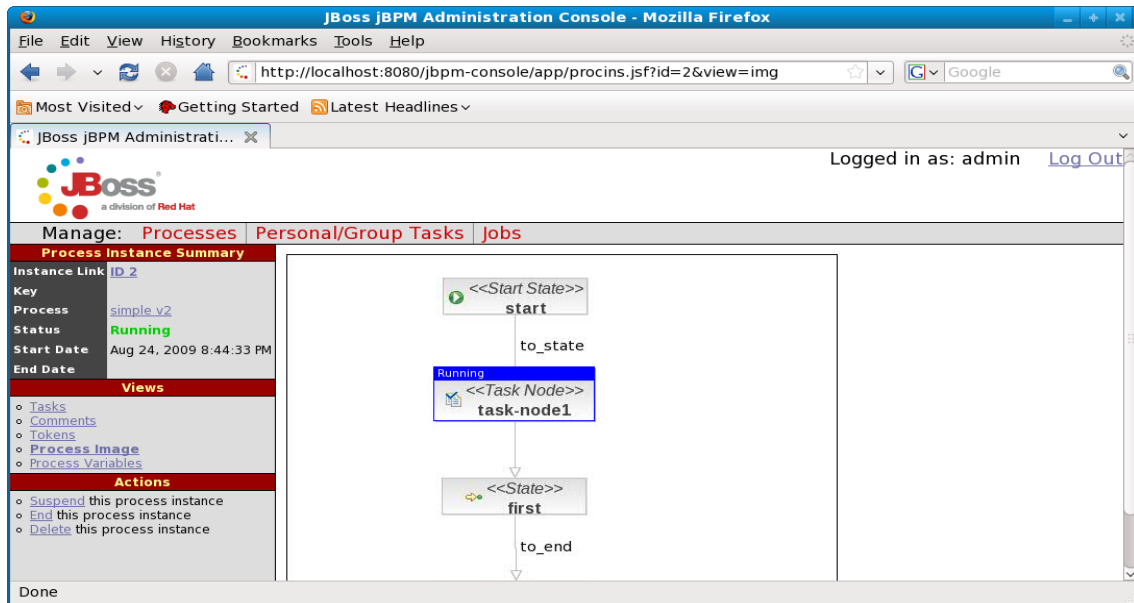 JBoss jBPM Administration Console - Mozilla Firefox
File Edit View History Bookmarks Tools Help
http://localhost:8080/jbpm-console/app/procins.jsf?id=2&view=img
G Google
Most Visited Getting Started Latest Headlines
JBoss jBPM Administrati...
Logged in as: admin Log Out
JBoss
a division of Red Hat
Manage: Processes Personal/Group Tasks Jobs
Process Instance Summary
Instance Link ID 2
Key
Process simple v2
Status Running
Start Date Aug 24, 2009 8:44:33 PM
End Date
Views
Tasks
Comments
Tokens
Process Image
Process Variables
Actions
Suspend this process instance
End this process instance
Delete this process instance
<<Start State>>
start
to_state
Running
<<Task Node>>
task-node1
<<State>>
first
to_end
Done